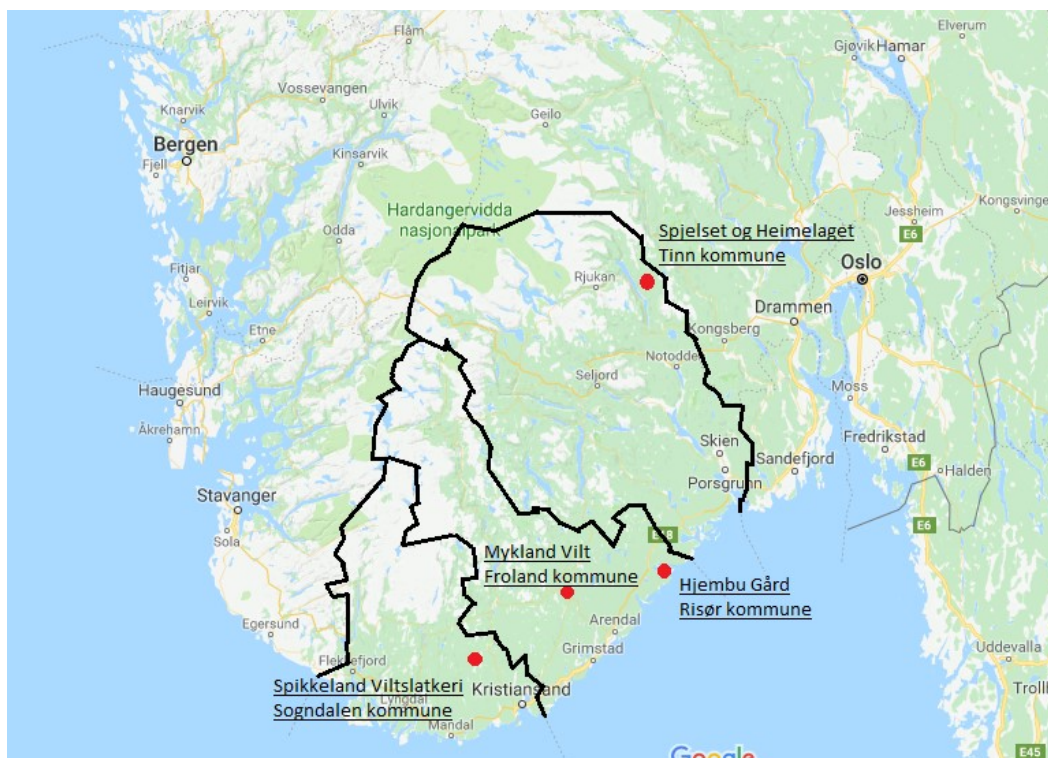 Flåm
Elverum
Gjøvik
Hamar
Vossevangen
Knarvik
Ulvik
Geilo
Bergen
Fjell
Kinsarvik
Kongsvinger
Jessheim
Hardangervidda
nasjonalpark
Odda
Spjelset og Heimelaget
Tinn kommune
E6
Oslo
Fitjar
Rjukan
Leirvik
Drammen
Etne
Kongsberg
Notodden
Seljord
Moss
Haugesund
Åkrehamn
Skien
Fredrikstad
Sandefjord
E6
Halden
Porsgrunn
Stavanger
Sola
E18
E6
Mykland Vilt
Froland kommune
Hjembu Gård
Risør kommune
Egersund
Arendal
Grimstad
Uddevalla
Flekkefjord
Spikkeland Viltslatkeri
Sogndalen kommune
Kristiansand
Lyngdal
Mandal
Trollh
Google
E45